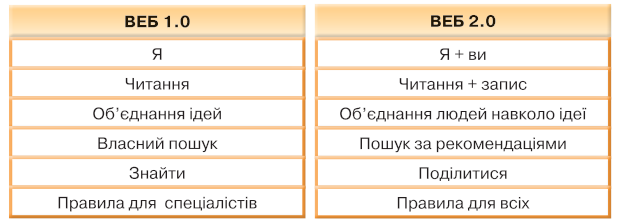 ВЕБ 1.0
Я
Читання
Об’єднання ідей
Власний пошук
Знайти
Правила для спеціалістів
ВЕБ 2.0
Я + ви
Читання + запис
Об’єднання людей навколо ідеї
Пошук за рекомендаціями
Поділитися
Правила для всіх